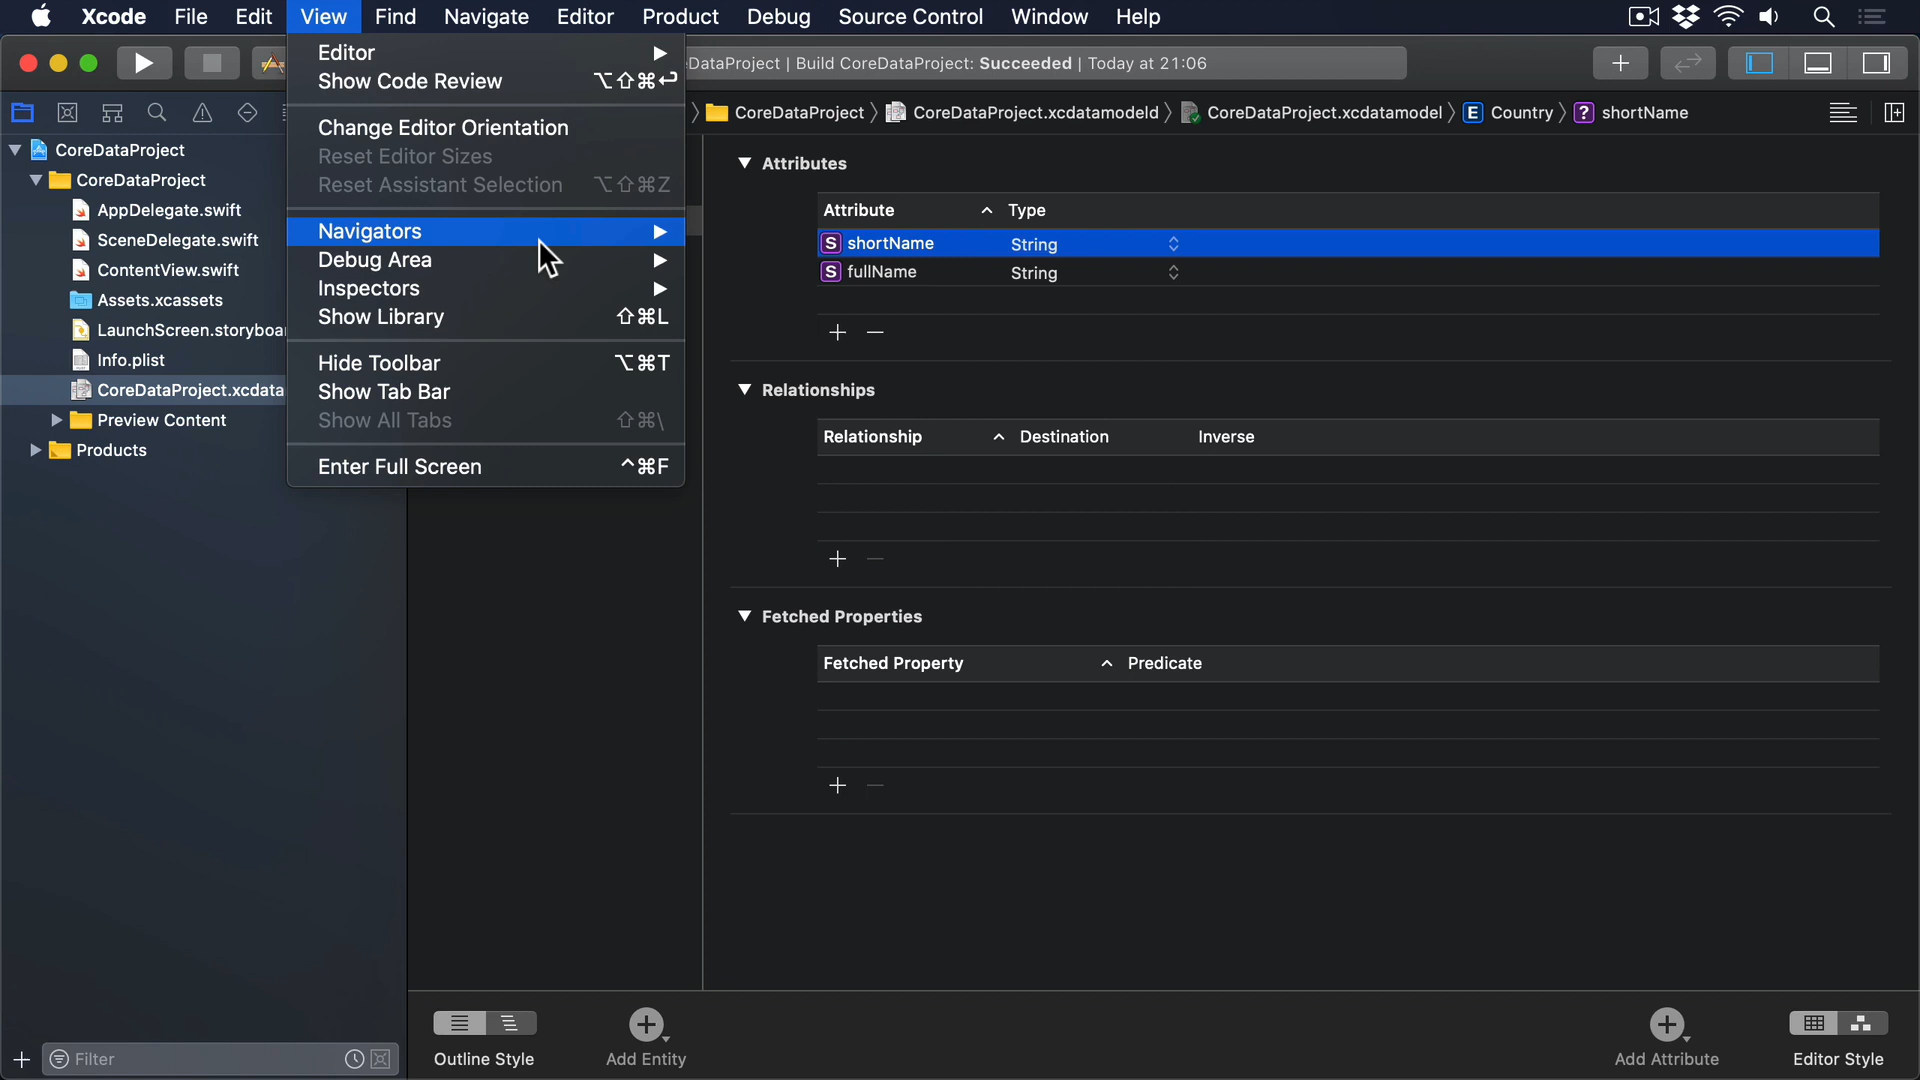 Xcode File Edit View Find Navigate Editor Product Debug Source Control Window Help
DataProject | Build CoreDataProject: Succeeded | Today at 21:06
CoreDataProject CoreDataProject.xcdatamodeld CoreDataProject.xcdatamodel E Country ? shortName
CoreDataProject
CoreDataProject
AppDelegate.swift
SceneDelegate.swift
ContentView.swift
Assets.xcassets
LaunchScreen.storyboa
Info.plist
CoreDataProject.xcdata
Preview Content
Products
Editor
Show Code Review ⌥⇧⌘↩
Change Editor Orientation
Reset Editor Sizes
Reset Assistant Selection ⌥⇧⌘Z
Navigators
Debug Area
Inspectors
Show Library ⇧⌘L
Hide Toolbar ⌥⌘T
Show Tab Bar
Show All Tabs ⇧⌘\
Enter Full Screen ^⌘F
Attributes
Attribute Type
S shortName String
S fullName String
Relationships
Relationship Destination Inverse
Fetched Properties
Fetched Property Predicate
Filter
Outline Style
Add Entity
Add Attribute
Editor Style